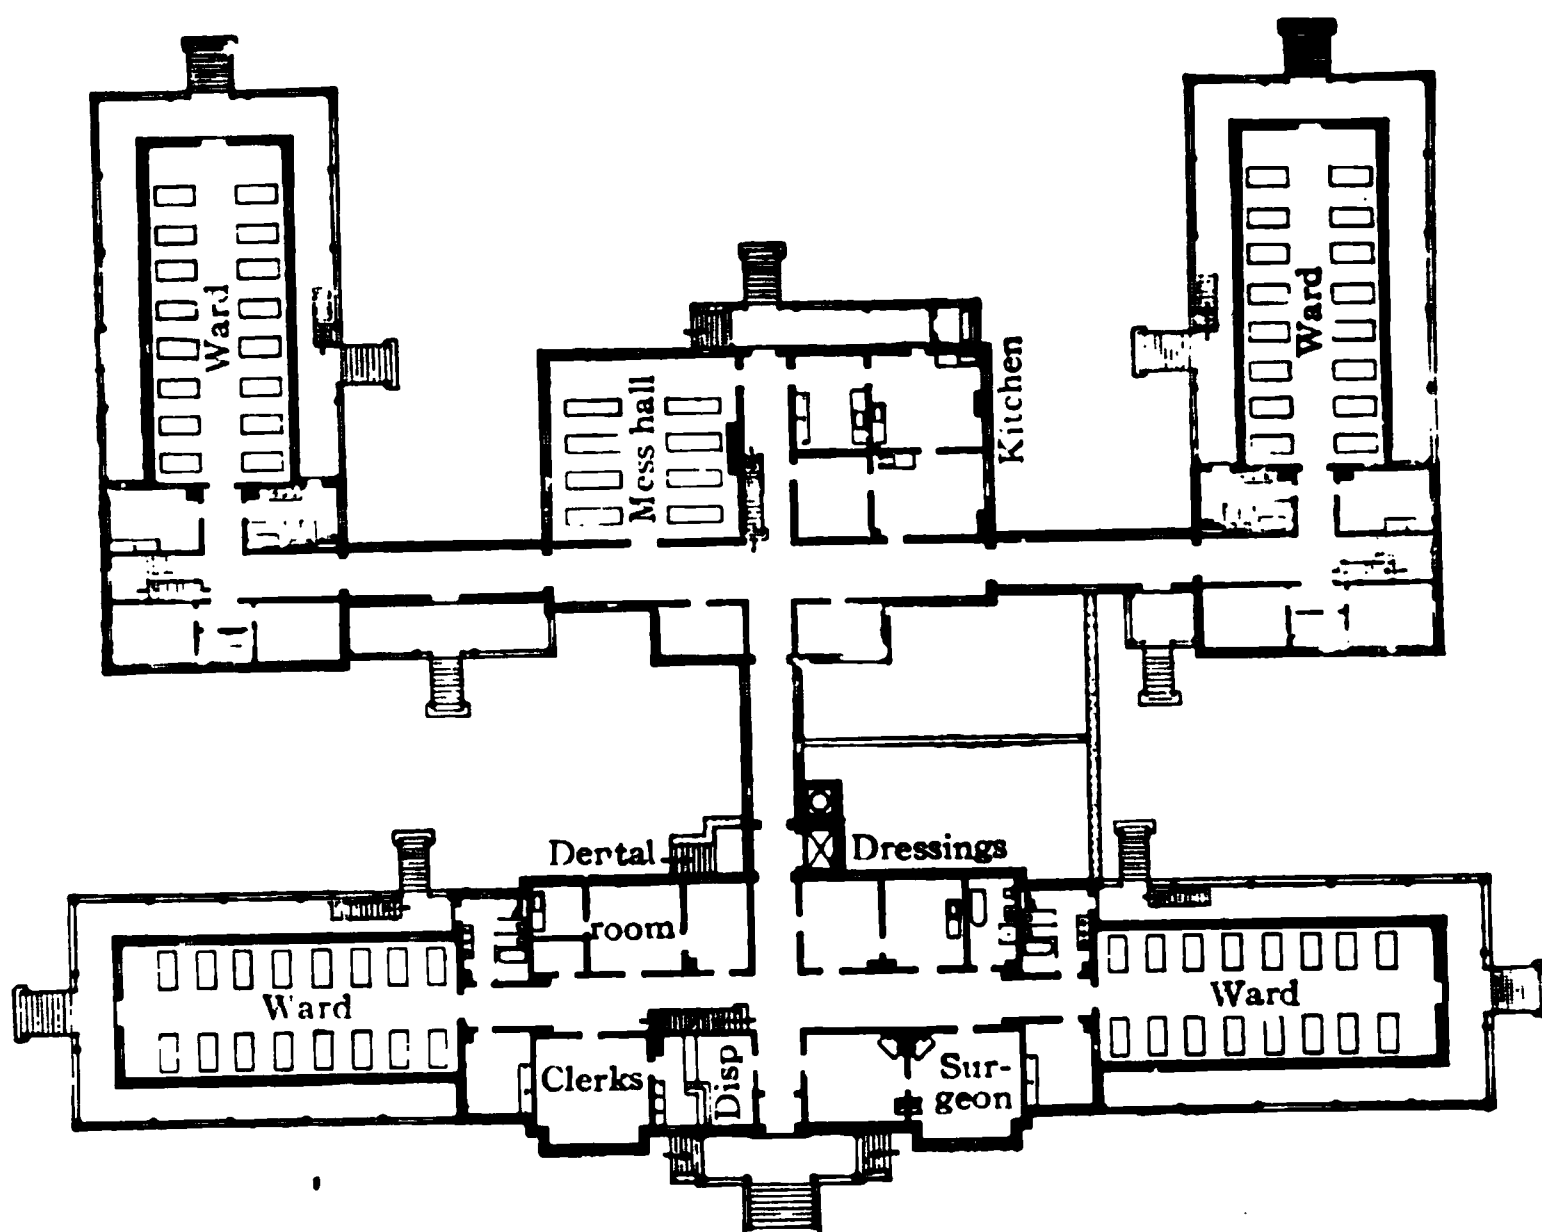 Ward
Ward
Mess hall
Kitchen
Dental
room
Dressings
Ward
Ward
Clerks
Disp
Sur-
geon